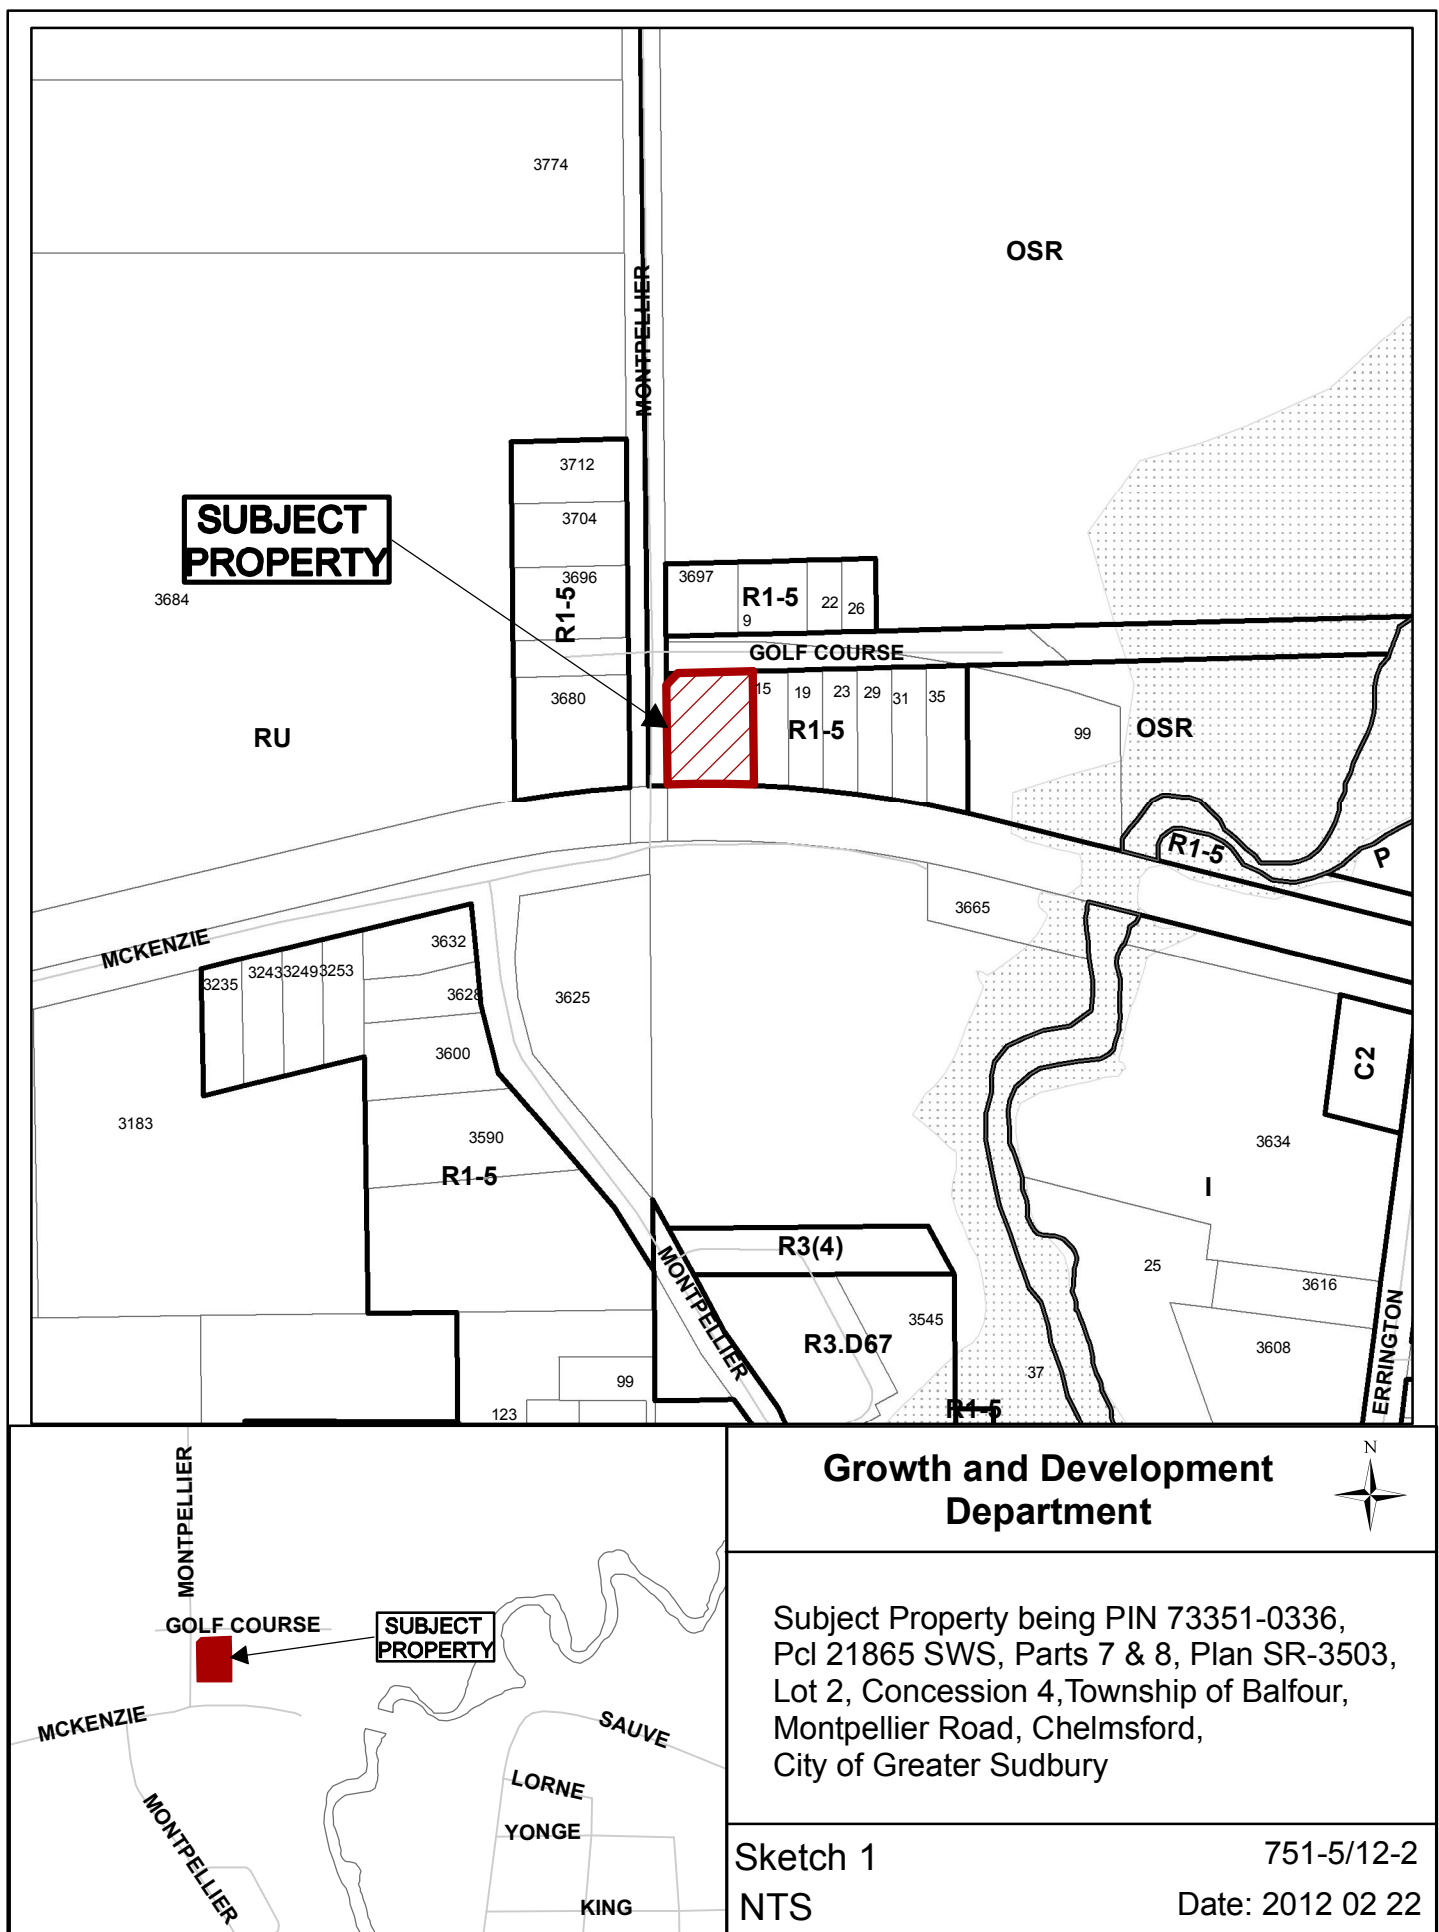 3774
OSR
MONTPELLIER
3712
3704
3696
R1-5
3680
SUBJECT
PROPERTY
3684
RU
3697
R1-5
9
22
26
GOLF COURSE
15
19
23
29
31
35
R1-5
99
OSR
R1-5
P
3665
MCKENZIE
3235
3243
3249
3253
3632
3628
3600
3625
3183
3590
R1-5
C2
3634
I
25
3616
3608
ERRINGTON
R3(4)
MONTPELLIER
R3.D67
3545
37
R1-5
99
123
MONTPELLIER
GOLF COURSE
SUBJECT
PROPERTY
MCKENZIE
MONTPELLIER
SAUVE
LORNE
YONGE
KING
Growth and Development
Department
N
Subject Property being PIN 73351-0336,
Pcl 21865 SWS, Parts 7 & 8, Plan SR-3503,
Lot 2, Concession 4,Township of Balfour,
Montpellier Road, Chelmsford,
City of Greater Sudbury
Sketch 1
751-5/12-2
NTS
Date: 2012 02 22